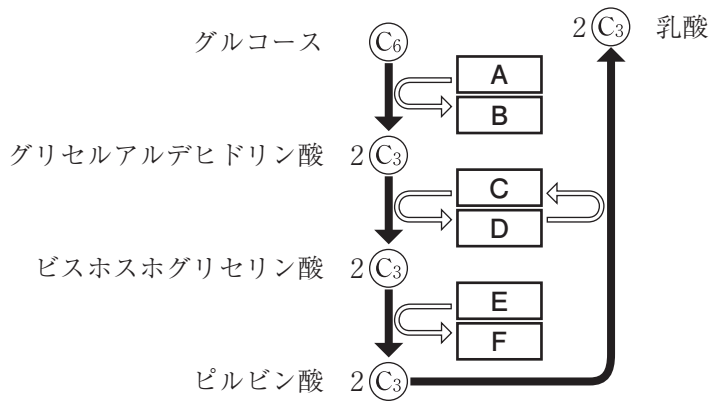 グルコース C6
2 C3 乳酸
A
B
グリセルアルデヒドリン酸 2 C3
C
D
ビスホスホグリセリン酸 2 C3
E
F
ピルビン酸 2 C3